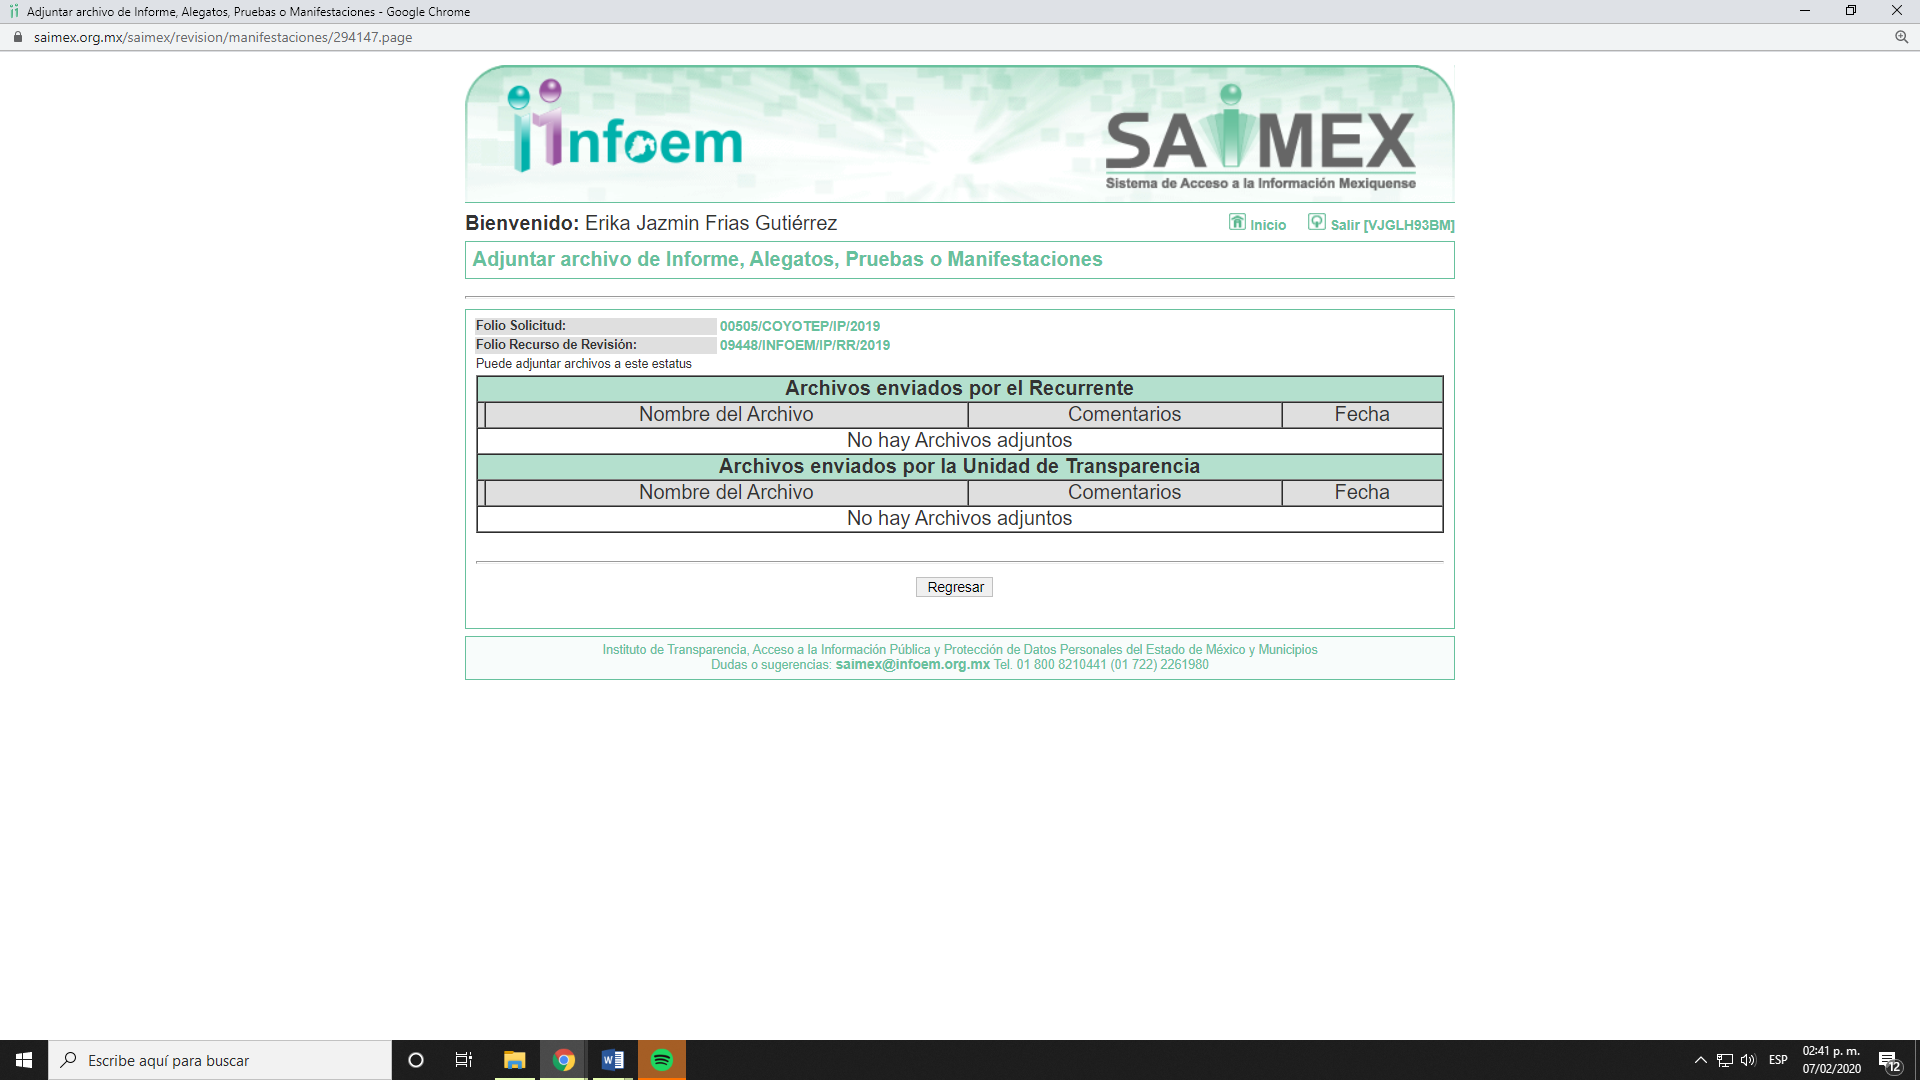 Adjuntar archivo de Informe, Alegatos, Pruebas o Manifestaciones - Google Chrome
saimex.org.mx/saimex/revision/manifestaciones/294147.page
infoem
SAIMEX
Sistema de Acceso a la Información Mexiquense
Bienvenido: Erika Jazmin Frias Gutiérrez
Inicio
Salir [VJGLH93BM]
Adjuntar archivo de Informe, Alegatos, Pruebas o Manifestaciones
Folio Solicitud: 00505/COYOTEP/IP/2019
Folio Recurso de Revisión: 09448/INFOEM/IP/RR/2019
Puede adjuntar archivos a este estatus
Archivos enviados por el Recurrente
Nombre del Archivo Comentarios Fecha
No hay Archivos adjuntos
Archivos enviados por la Unidad de Transparencia
Nombre del Archivo Comentarios Fecha
No hay Archivos adjuntos
Regresar
Instituto de Transparencia, Acceso a la Información Pública y Protección de Datos Personales del Estado de México y Municipios
Dudas o sugerencias: saimex@infoem.org.mx Tel. 01 800 8210441 (01 722) 2261980
Escribe aquí para buscar
ESP
02:41 p. m.
07/02/2020
12